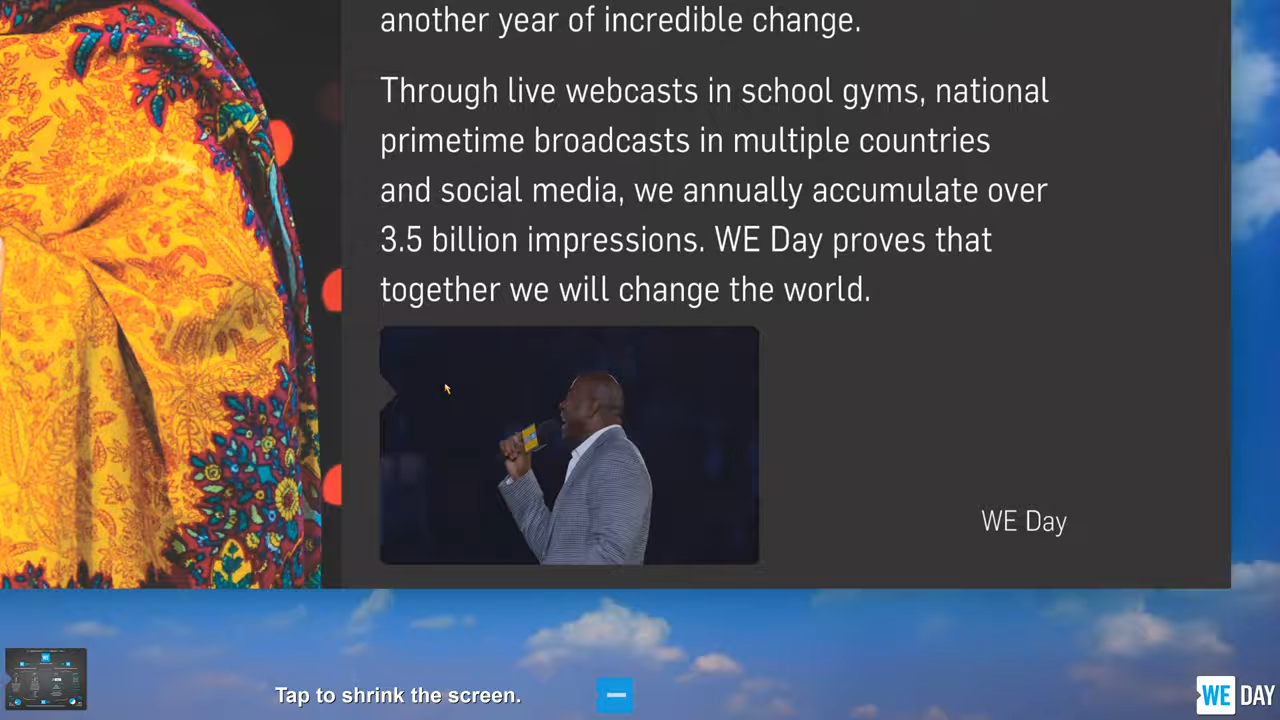 another year of incredible change.
Through live webcasts in school gyms, national
primetime broadcasts in multiple countries
and social media, we annually accumulate over
3.5 billion impressions. WE Day proves that
together we will change the world.
WE Day
Tap to shrink the screen.
WE DAY